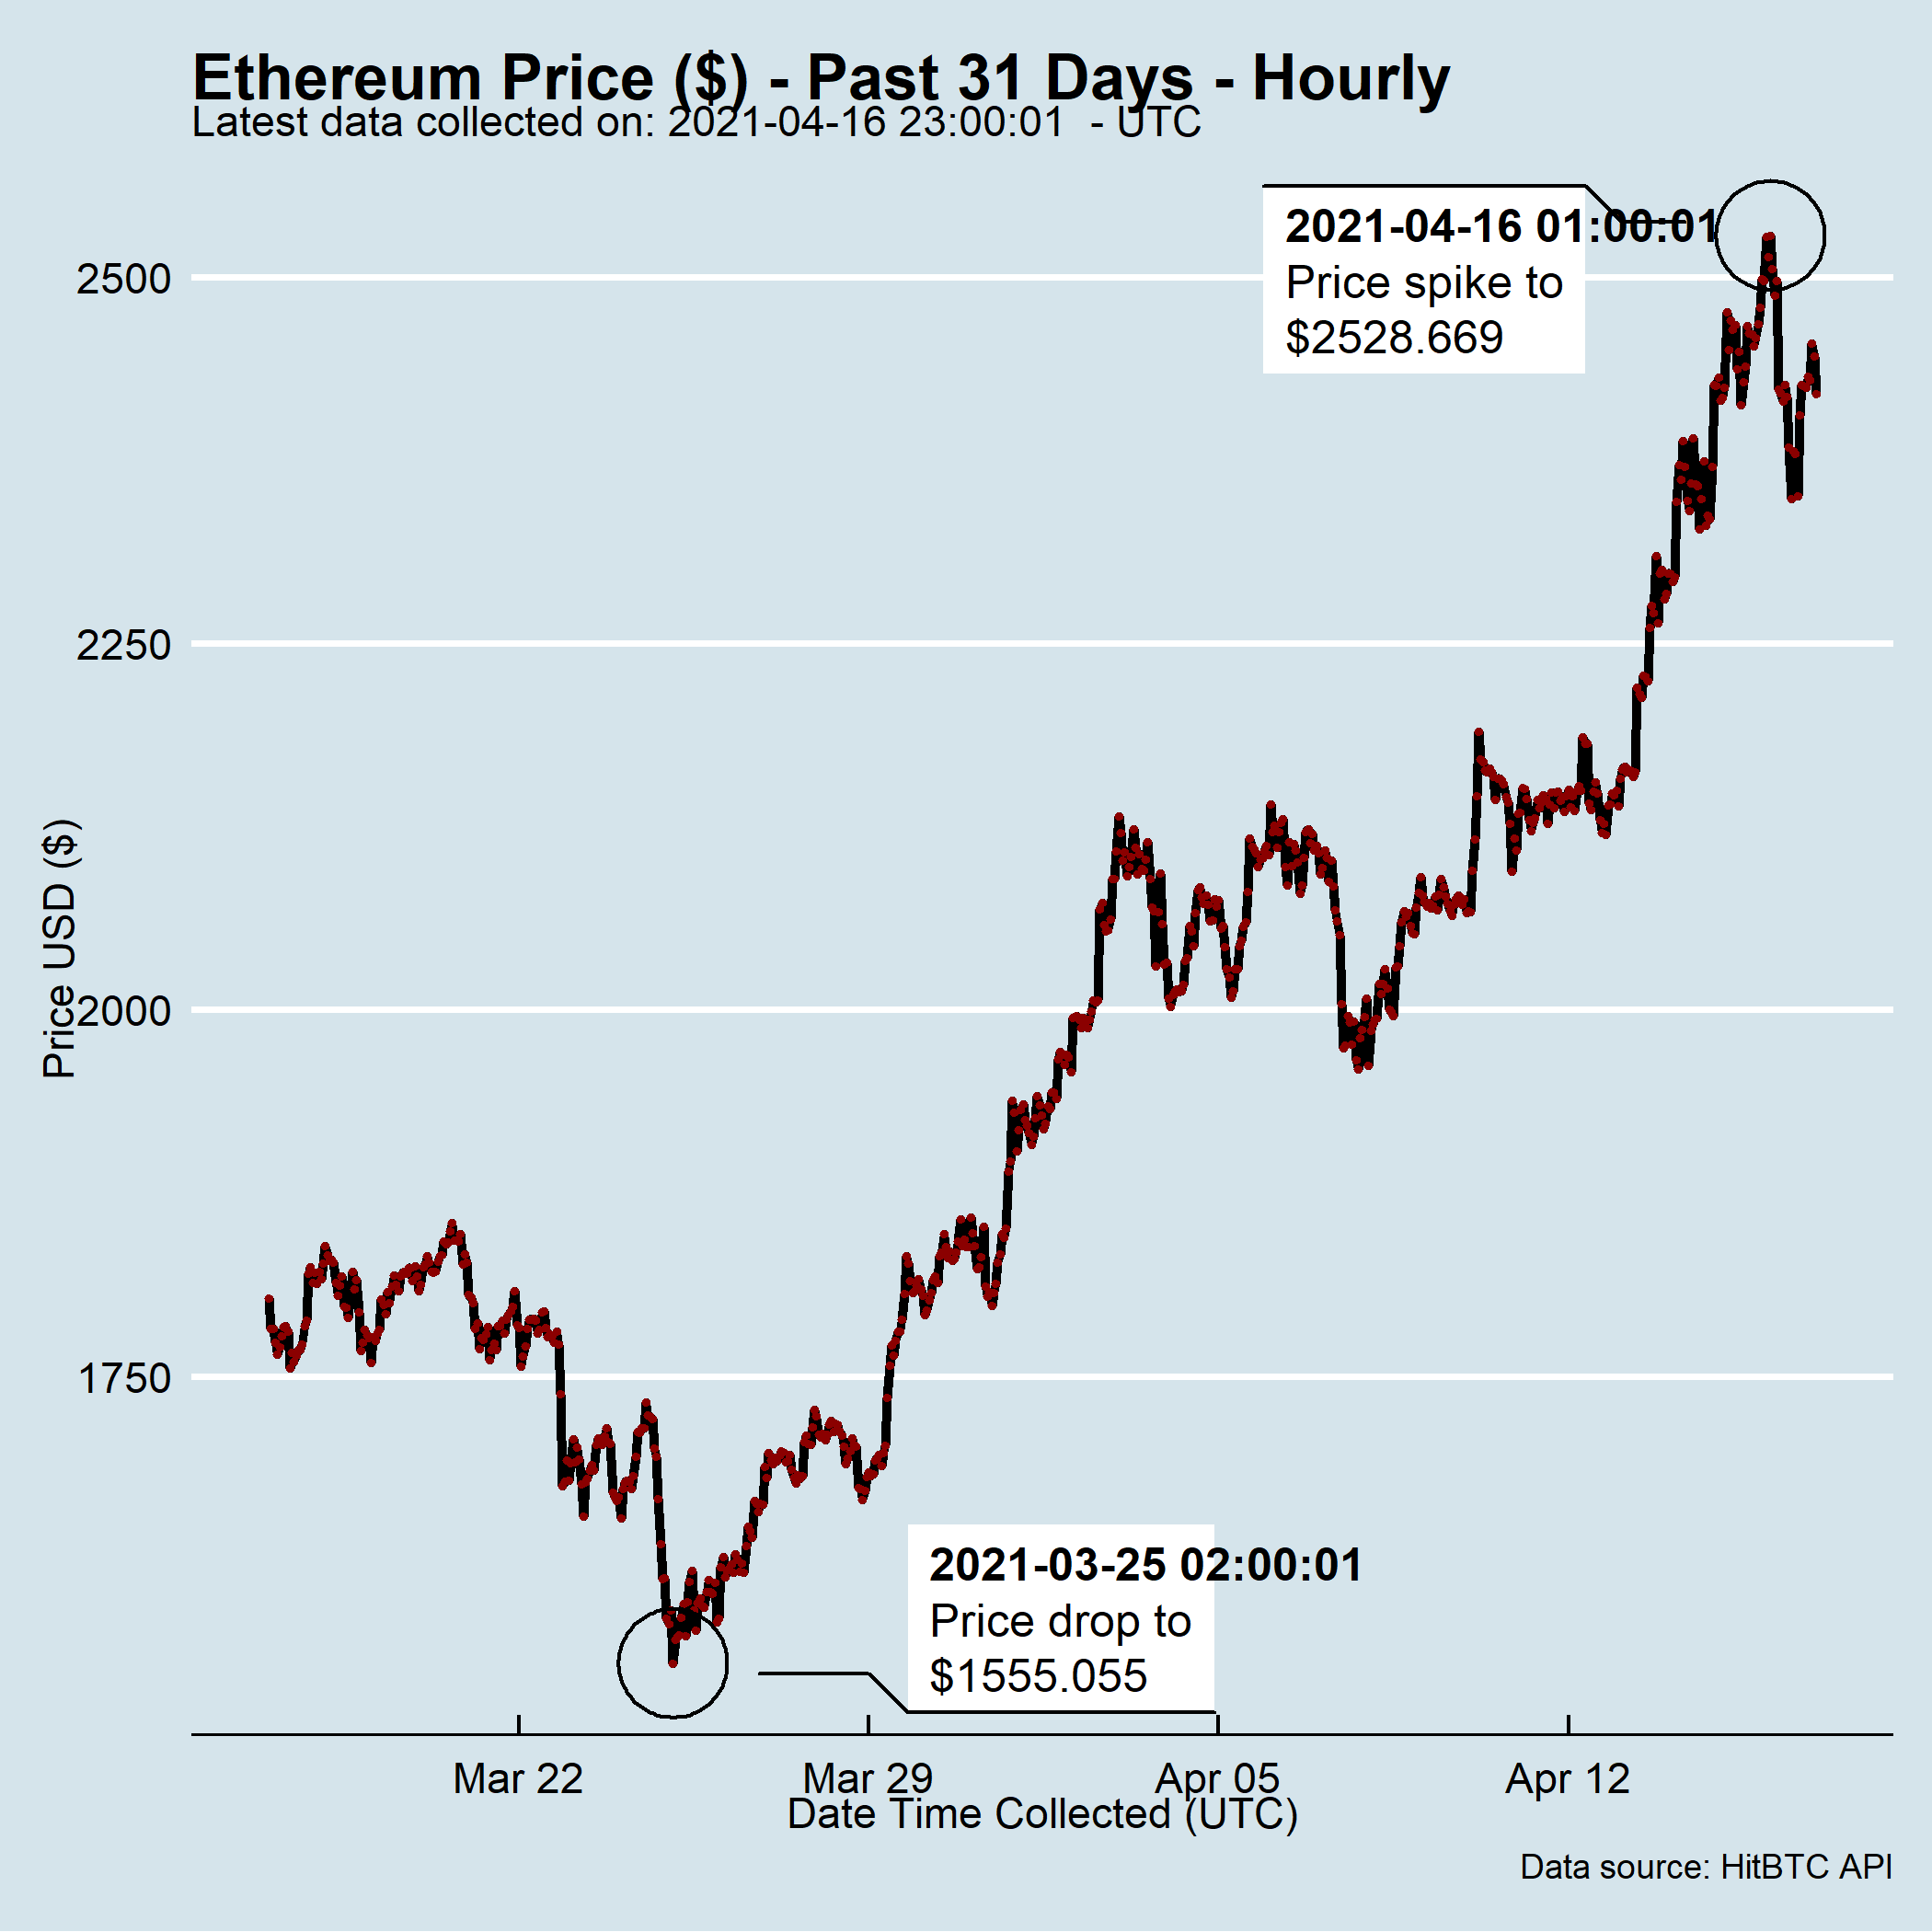 Ethereum Price ($) - Past 31 Days - Hourly
Latest data collected on: 2021-04-16 23:00:01  - UTC
2021-04-16 01:00:01
Price spike to
$2528.669
2500
2250
2000
1750
Price USD ($)
2021-03-25 02:00:01
Price drop to
$1555.055
Mar 22
Mar 29
Apr 05
Apr 12
Date Time Collected (UTC)
Data source: HitBTC API